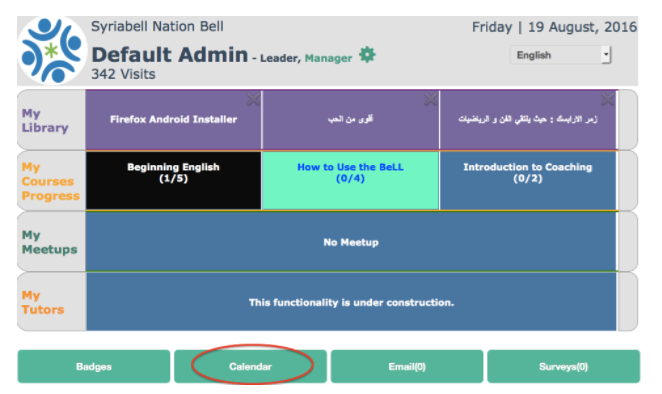 Syriabell Nation Bell
Friday | 19 August, 2016
Default Admin - Leader, Manager
English
342 Visits
My Library
Firefox Android Installer
أقوى من الحب
زمر الارابسك : حيث يلتقي الفن و الرياضيات
My Courses Progress
Beginning English
(1/5)
How to Use the BeLL
(0/4)
Introduction to Coaching
(0/2)
My Meetups
No Meetup
My Tutors
This functionality is under construction.
Badges
Calendar
Email(0)
Surveys(0)